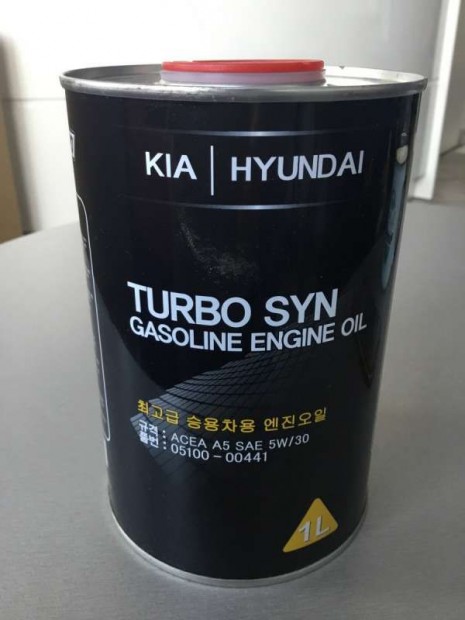 KIA | HYUNDAI
TURBO SYN
GASOLINE ENGINE OIL
최고급 승용차용 엔진오일
규격 : ACEA A5 SAE 5W/30
품번 : 05100-00441
1L